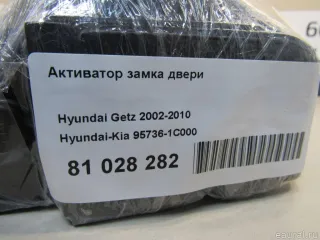 Активатор замка двери
Hyundai Getz 2002-2010
Hyundai-Kia 95736-1C000
81 028 282